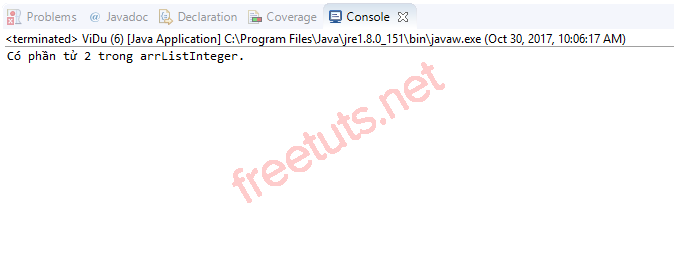 Problems @ Javadoc Declaration Coverage Console
<terminated> ViDu (6) [Java Application] C:\Program Files\Java\jre1.8.0_151\bin\javaw.exe (Oct 30, 2017, 10:06:17 AM)
Có phần tử 2 trong arrListInteger.
freetuts.net